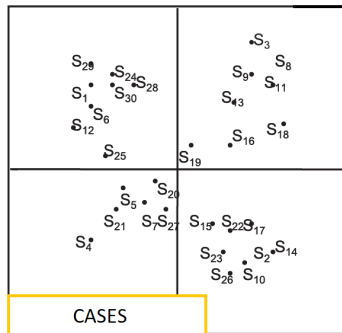 S3
S29 S8
S24 S9
S28 S11
S1 S30 S13
S6
S12 S18
S16
S25 S19
S20
S5
S21 S7 S27 S15 S22 S17
S4 S23 S2 S14
S26 S10
CASES